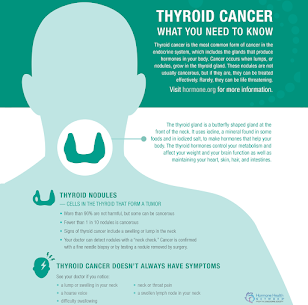 THYROID CANCER
WHAT YOU NEED TO KNOW
Thyroid cancer is the most common form of cancer in the
endocrine system, which includes the glands that produce
hormones in your body. Cancer occurs when lumps, or
nodules, grow in the thyroid gland. These nodules are not
usually cancerous, but if they are, they can be treated
effectively. Rarely, they can be life threatening.
Visit hormone.org for more information.
The thyroid gland is a butterfly shaped gland at the
front of the neck. It uses iodine, a mineral found in some
foods and in iodized salt, to make hormones that help your
body. The thyroid hormones control your metabolism and
affect your weight and your brain function as well as
maintaining your heart, skin, hair, and intestines.
THYROID NODULES
— CELLS IN THE THYROID THAT FORM A TUMOR
• More than 90% are not harmful, but some can be cancerous
• Fewer than 1 in 10 nodules is cancerous
• Signs of thyroid cancer include a swelling or lump in the neck
• Your doctor can detect nodules with a "neck check." Cancer is confirmed
with a fine needle biopsy or by testing a nodule removed by surgery.
THYROID CANCER DOESN'T ALWAYS HAVE SYMPTOMS
See your doctor if you notice:
• a lump or swelling in your neck
• a hoarse voice
• difficulty swallowing
• neck or throat pain
• a swollen lymph node in your neck
Hormone Health